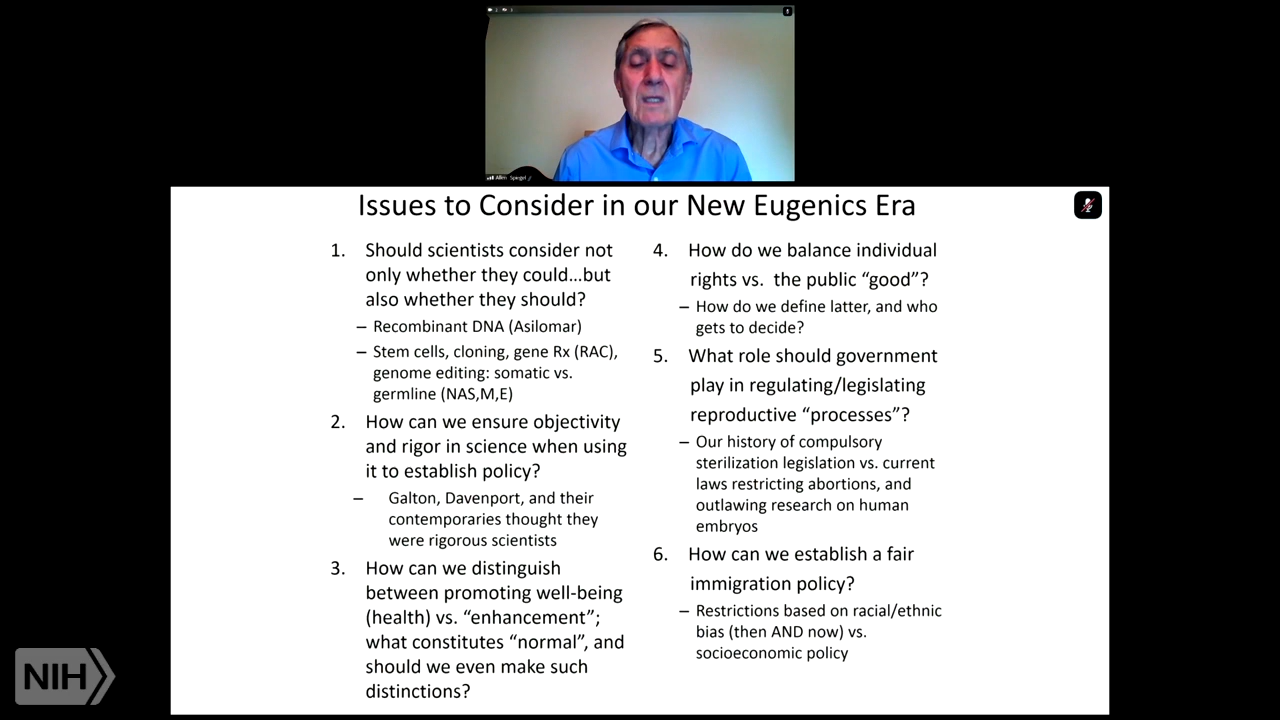 Allen Spiegel
Issues to Consider in our New Eugenics Era
1. Should scientists consider not
only whether they could...but
also whether they should?
– Recombinant DNA (Asilomar)
– Stem cells, cloning, gene Rx (RAC),
genome editing: somatic vs.
germline (NAS,M,E)
2. How can we ensure objectivity
and rigor in science when using
it to establish policy?
– Galton, Davenport, and their
contemporaries thought they
were rigorous scientists
3. How can we distinguish
between promoting well-being
(health) vs. “enhancement”;
what constitutes “normal”, and
should we even make such
distinctions?
4. How do we balance individual
rights vs. the public “good”?
– How do we define latter, and who
gets to decide?
5. What role should government
play in regulating/legislating
reproductive “processes”?
– Our history of compulsory
sterilization legislation vs. current
laws restricting abortions, and
outlawing research on human
embryos
6. How can we establish a fair
immigration policy?
– Restrictions based on racial/ethnic
bias (then AND now) vs.
socioeconomic policy
NIH